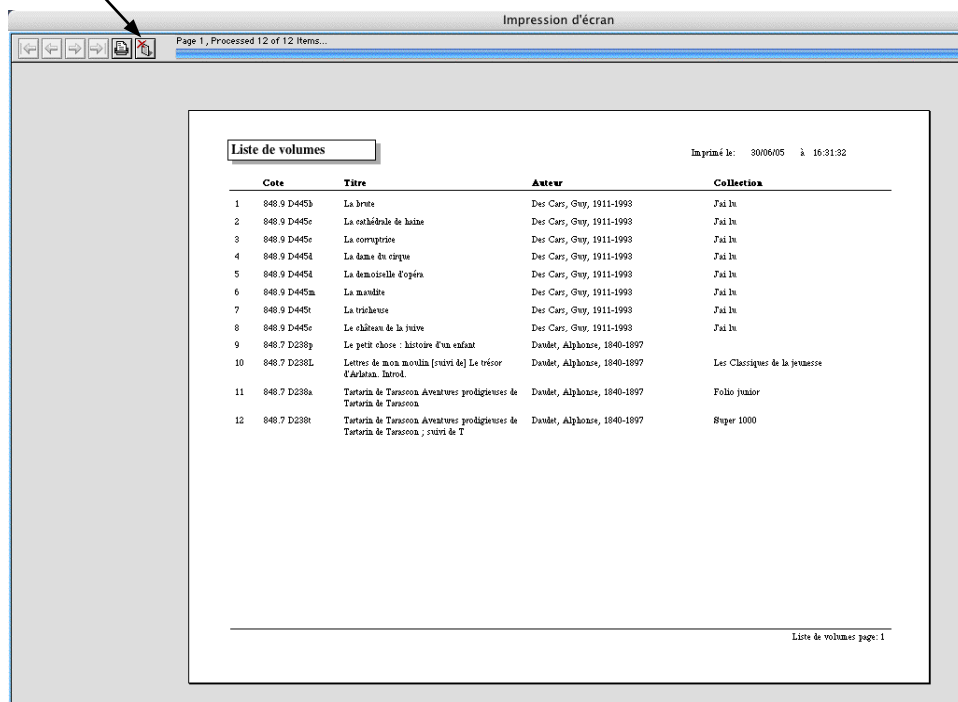 Impression d'écran
Page 1, Processed 12 of 12 Items...
Liste de volumes
Imprimé le: 30/06/05 à 16:31:32
Cote Titre Auteur Collection
1 848.9 D445b La brute Des Cars, Guy, 1911-1993 J'ai lu
2 848.9 D445c La cathédrale de haine Des Cars, Guy, 1911-1993 J'ai lu
3 848.9 D445c La corruptrice Des Cars, Guy, 1911-1993 J'ai lu
4 848.9 D445d La dame du cirque Des Cars, Guy, 1911-1993 J'ai lu
5 848.9 D445d La demoiselle d'opéra Des Cars, Guy, 1911-1993 J'ai lu
6 848.9 D445m La maudite Des Cars, Guy, 1911-1993 J'ai lu
7 848.9 D445t La tricheuse Des Cars, Guy, 1911-1993 J'ai lu
8 848.9 D445c Le château de la juive Des Cars, Guy, 1911-1993 J'ai lu
9 848.7 D238p Le petit chose : histoire d'un enfant Daudet, Alphonse, 1840-1897
10 848.7 D238L Lettres de mon moulin [suivi de] Le trésor Daudet, Alphonse, 1840-1897 Les Classiques de la jeunesse
d'Arlatan. Introd.
11 848.7 D238a Tartarin de Tarascon Aventures prodigieuses de Daudet, Alphonse, 1840-1897 Folio junior
Tartarin de Tarascon
12 848.7 D238t Tartarin de Tarascon Aventures prodigieuses de Daudet, Alphonse, 1840-1897 Super 1000
Tartarin de Tarascon ; suivi de T
Liste de volumes page: 1